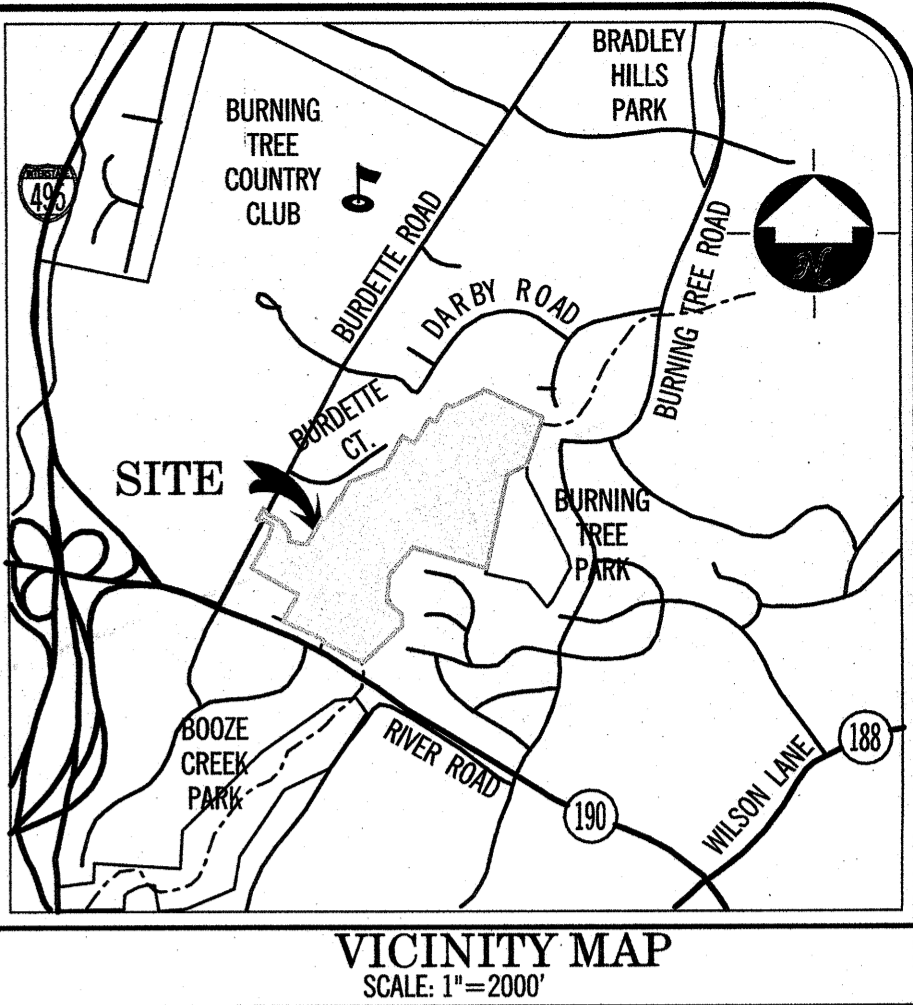 BRADLEY
HILLS
PARK
BURNING
TREE
COUNTRY
CLUB
INTERSTATE
495
BURDETTE ROAD
DARBY ROAD
BURNING TREE ROAD
N
BURDETTE
CT.
SITE
BURNING
TREE
PARK
BOOZE
CREEK
PARK
RIVER ROAD
190
WILSON LANE
188
VICINITY MAP
SCALE: 1"=2000'